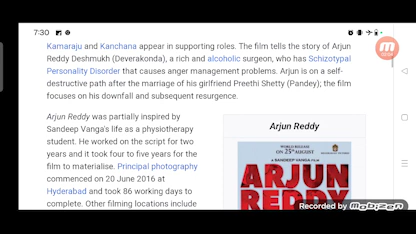 7:30
Kamaraju and Kanchana appear in supporting roles. The film tells the story of Arjun
Reddy Deshmukh (Deverakonda), a rich and alcoholic surgeon, who has Schizotypal
Personality Disorder that causes anger management problems. Arjun is on a self-
destructive path after the marriage of his girlfriend Preethi Shetty (Pandey); the film
focuses on his downfall and subsequent resurgence.
Arjun Reddy was partially inspired by
Sandeep Vanga's life as a physiotherapy
student. He worked on the script for two
years and it took four to five years for the
film to materialise. Principal photography
commenced on 20 June 2016 at
Hyderabad and took 86 working days to
complete. Other filming locations include
Arjun Reddy
WORLD RELEASE
ON 25th AUGUST
A SANDEEP VANGA FILM
ARJUN
REDDY
Recorded by Mobizen